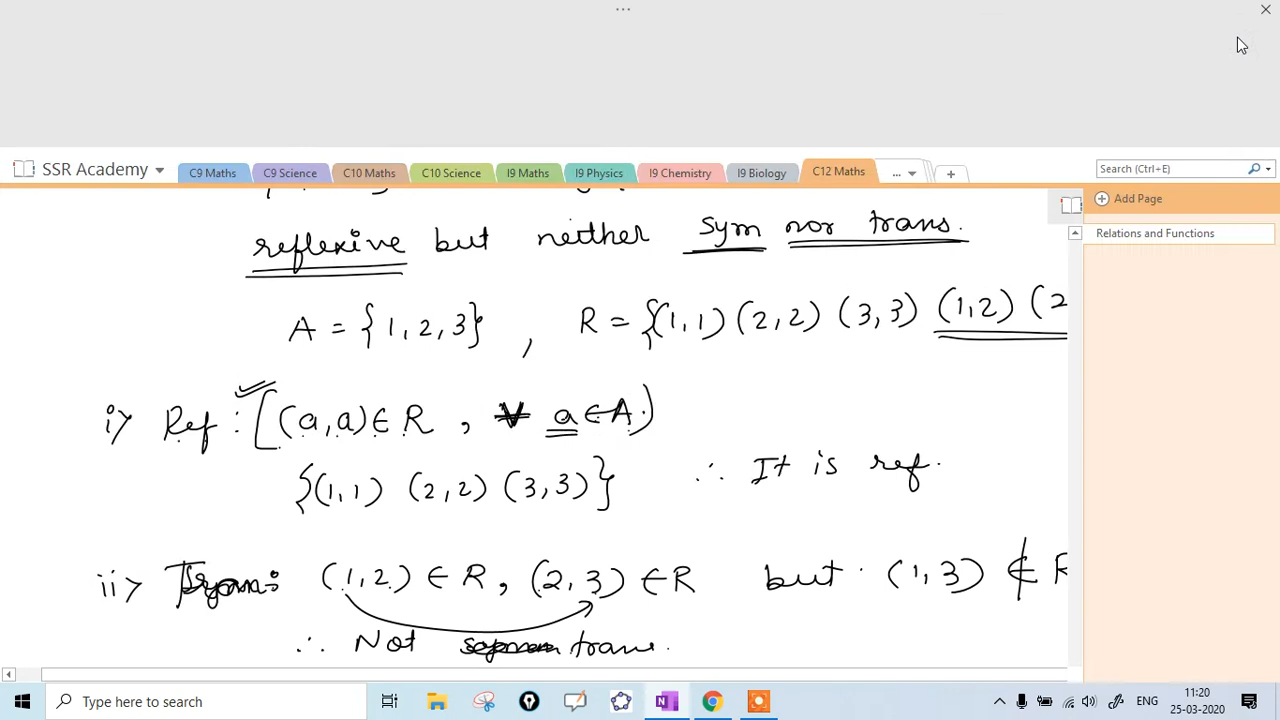 ...
SSR Academy C9 Maths C9 Science C10 Maths C10 Science I9 Maths I9 Physics I9 Chemistry I9 Biology C12 Maths ... Search (Ctrl+E)
Add Page
Relations and Functions
reflexive but neither sym nor trans.
A = {1,2,3} , R = {(1,1) (2,2) (3,3) (1,2) (2
i) Ref : [(a,a) ∈ R , ∀ a ∈ A)
{(1,1) (2,2) (3,3)} ∴ It is ref.
ii) (1,2) ∈ R, (2,3) ∈ R but (1,3) ∉ R
∴ Not trans.
Type here to search ENG 11:20
25-03-2020